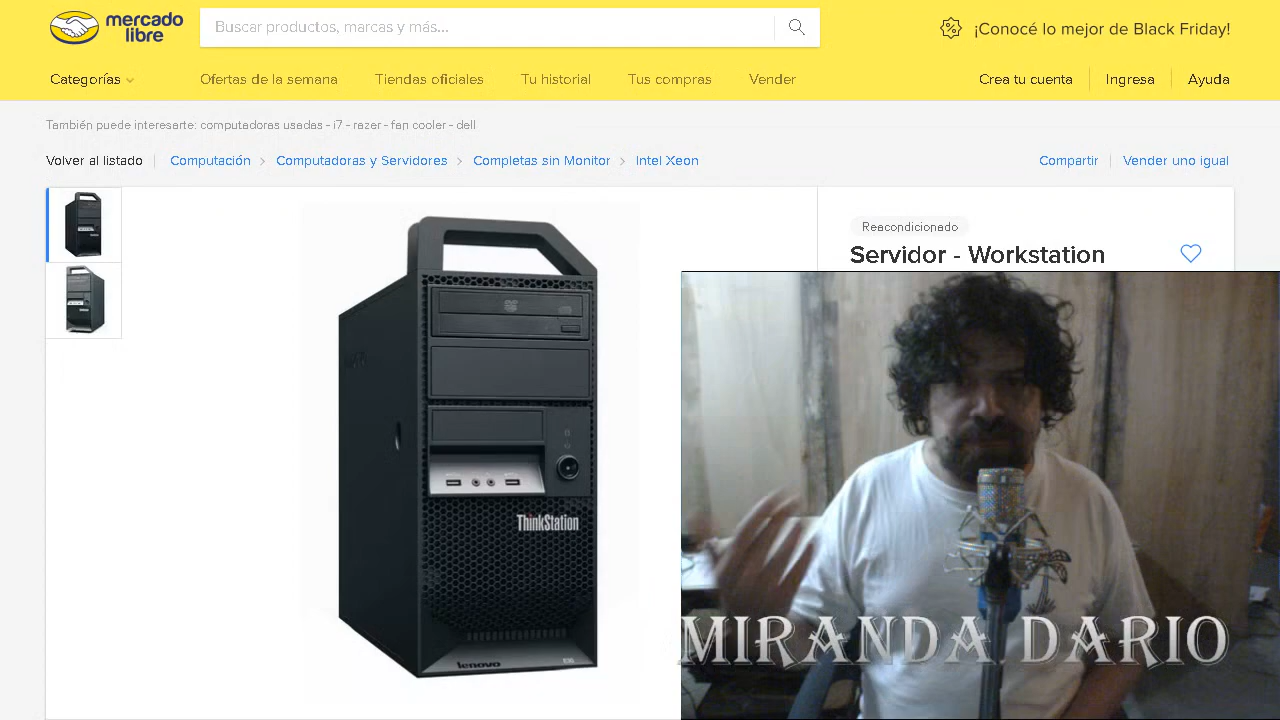 mercado
libre
Buscar productos, marcas y más...
¡Conocé lo mejor de Black Friday!
Categorías
Ofertas de la semana
Tiendas oficiales
Tu historial
Tus compras
Vender
Crea tu cuenta
Ingresa
Ayuda
También puede interesarte: computadoras usadas - i7 - razer - fan cooler - dell
Volver al listado
Computación
Computadoras y Servidores
Completas sin Monitor
Intel Xeon
Compartir
Vender uno igual
Reacondicionado
Servidor - Workstation
ThinkStation
lenovo
MIRANDA DARIO